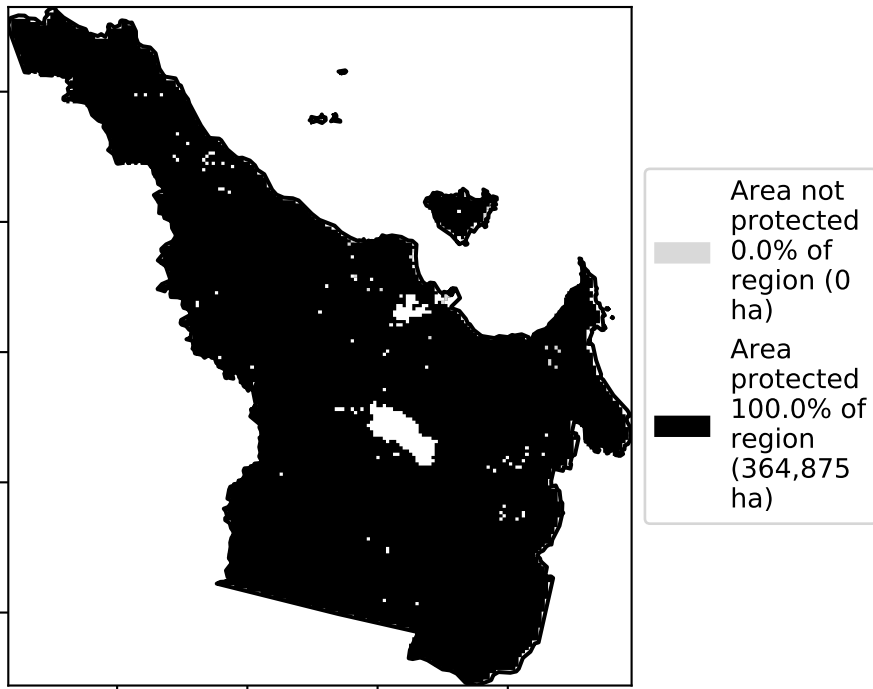 Area not
protected
0.0% of
region (0
ha)
Area
protected
100.0% of
region
(364,875
ha)